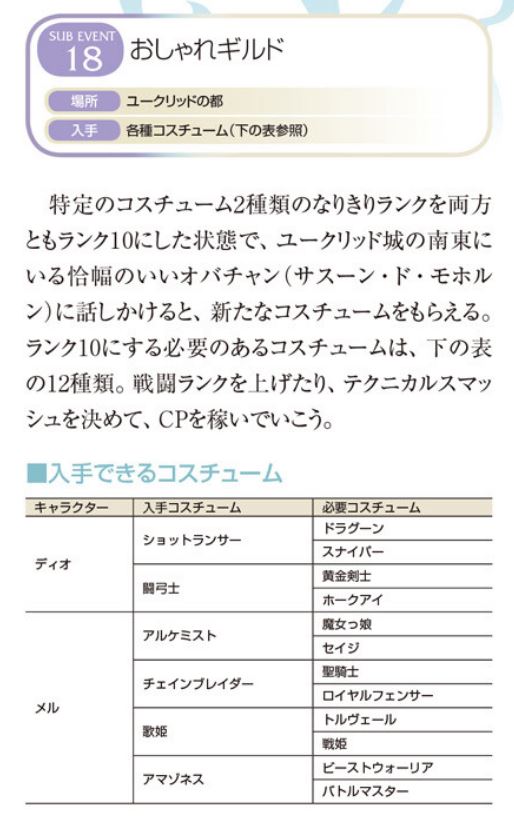 SUB EVENT
18
おしゃれギルド
場所 ユークリッドの都
入手 各種コスチューム(下の表参照)
特定のコスチューム2種類のなりきりランクを両方
ともランク10にした状態で、ユークリッド城の南東に
いる恰幅のいいオバチャン(サスーン・ド・モホル
ン)に話しかけると、新たなコスチュームをもらえる。
ランク10にする必要のあるコスチュームは、下の表
の12種類。戦闘ランクを上げたり、テクニカルスマッ
シュを決めて、CPを稼いでいこう。
■入手できるコスチューム
キャラクター 入手コスチューム 必要コスチューム
ディオ
ショットランサー
ドラグーン
スナイパー
闘弓士
黄金剣士
ホークアイ
メル
アルケミスト
魔女っ娘
セイジ
チェインブレイダー
聖騎士
ロイヤルフェンサー
歌姫
トルヴェール
戦姫
アマゾネス
ビーストウォーリア
バトルマスター